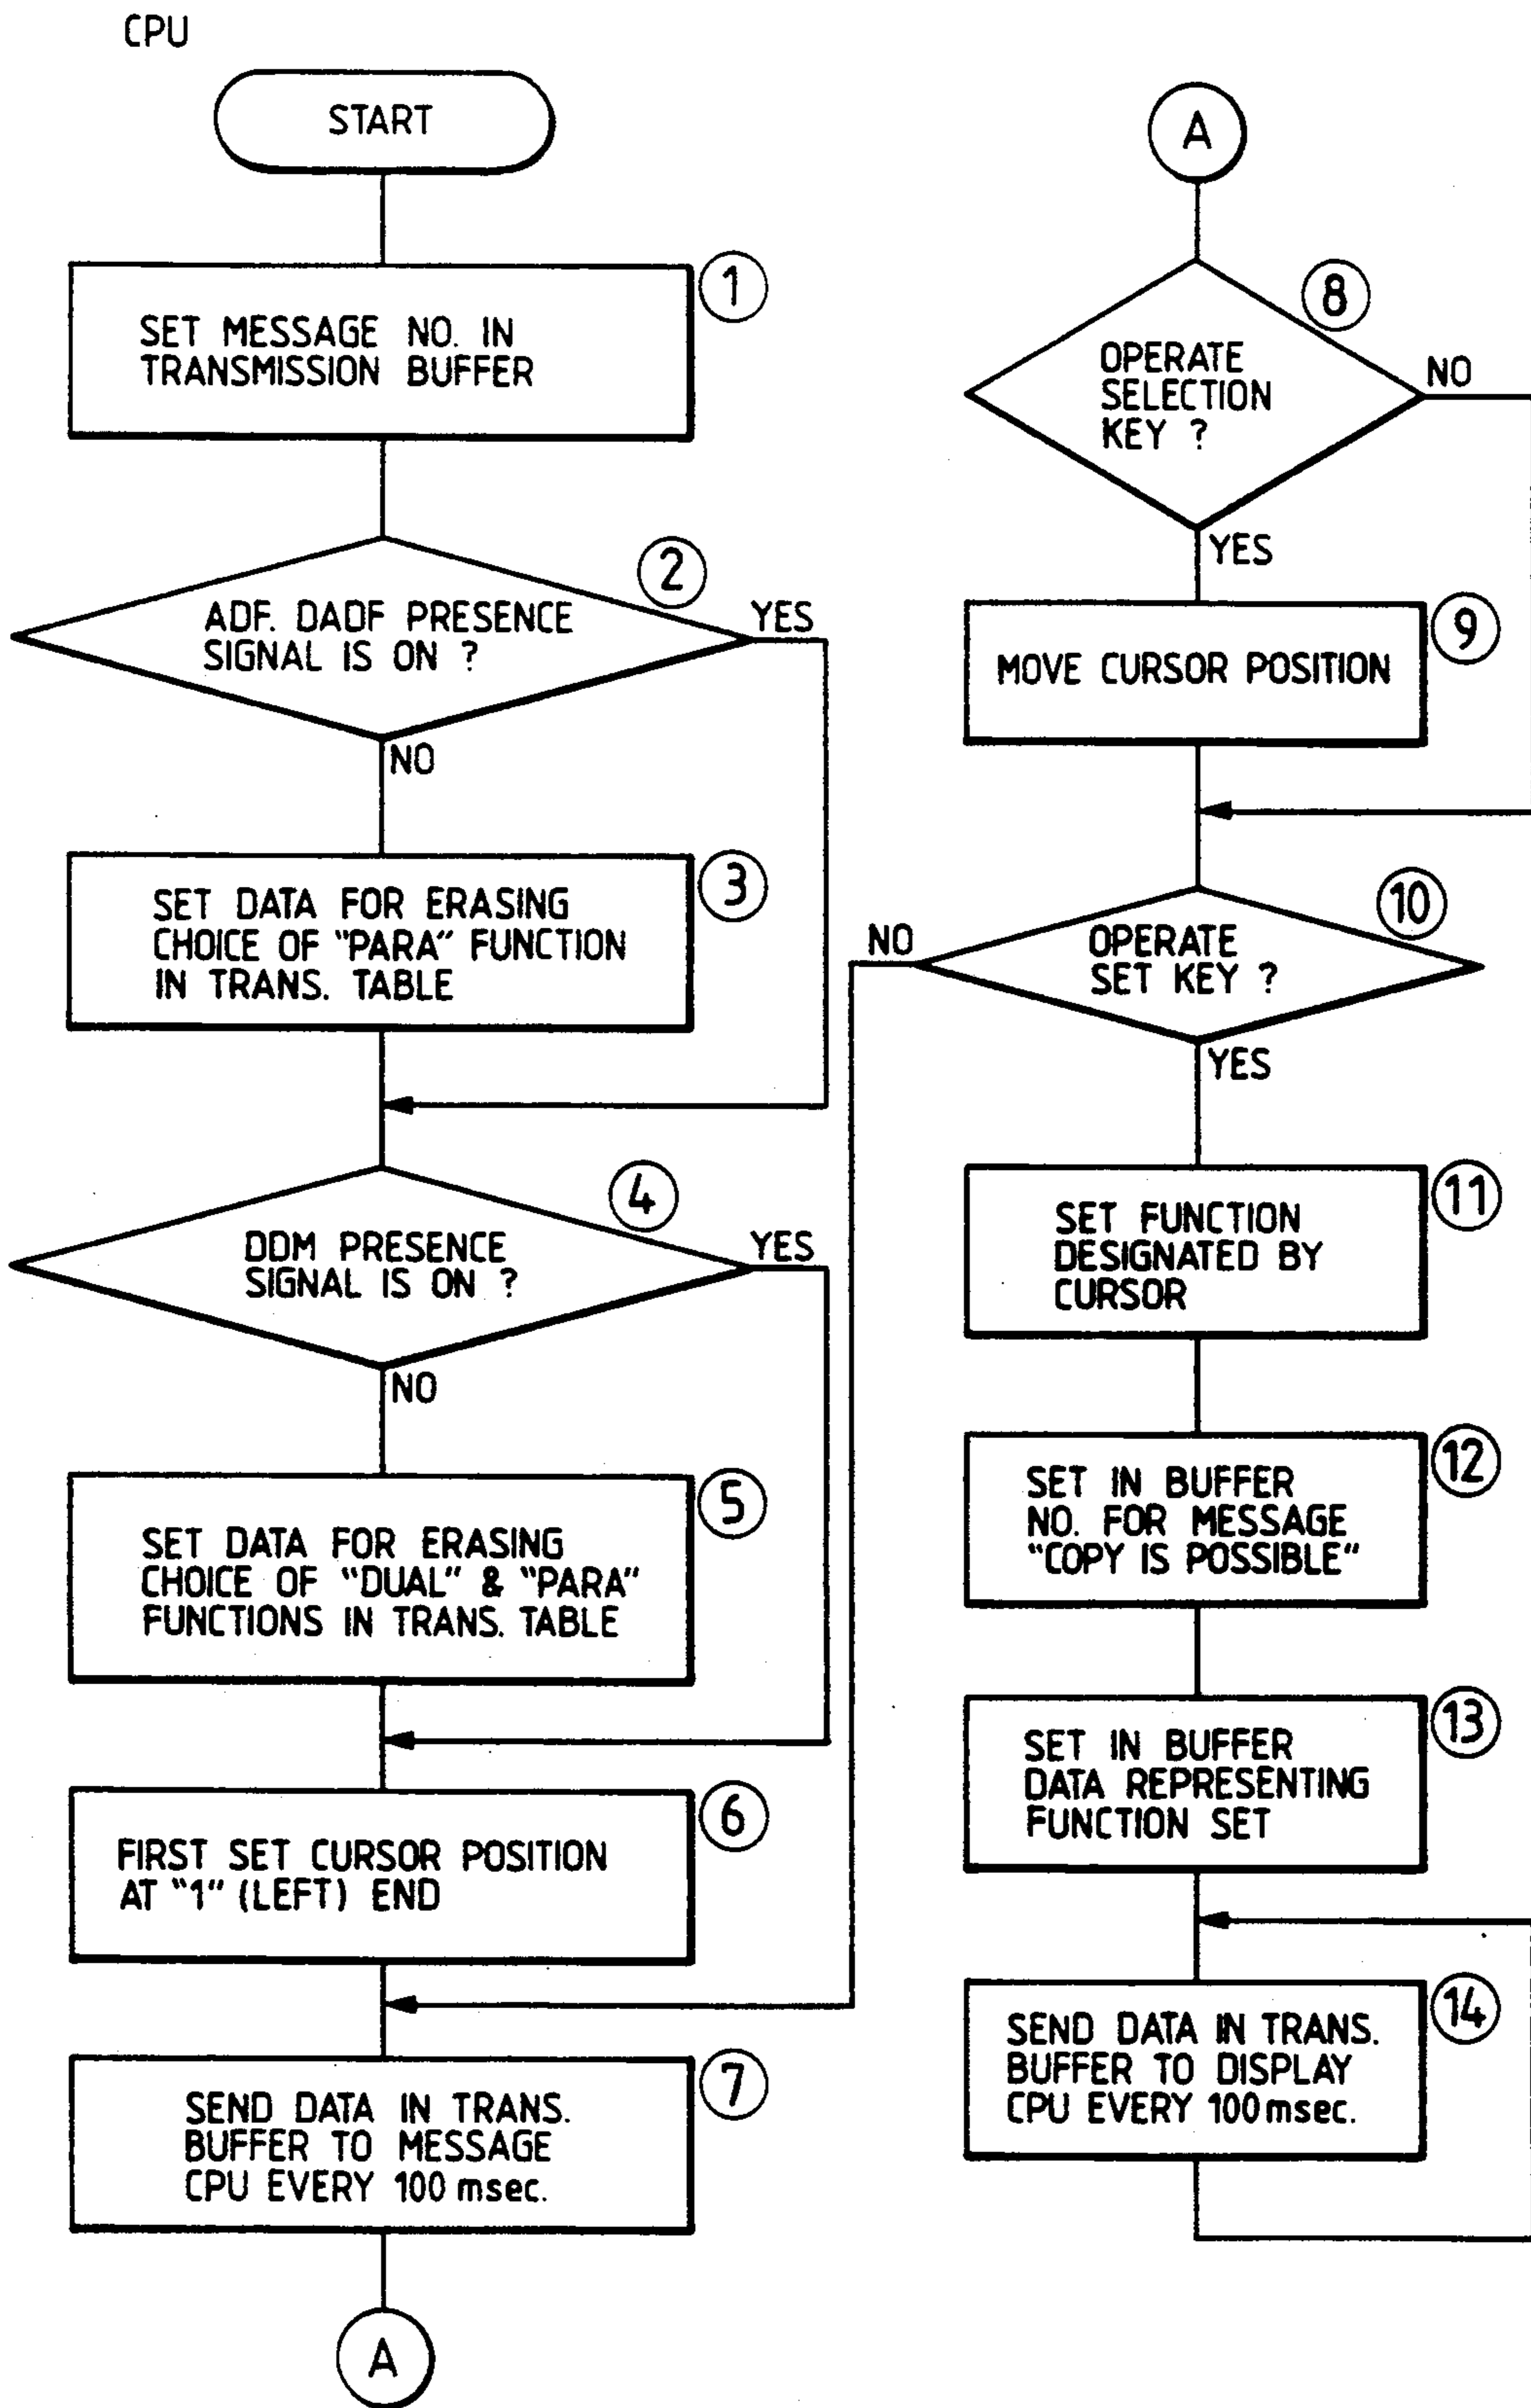 CPU
START
1
SET MESSAGE NO. IN
TRANSMISSION BUFFER
2
ADF. DADF PRESENCE
SIGNAL IS ON ?
YES
NO
3
SET DATA FOR ERASING
CHOICE OF "PARA" FUNCTION
IN TRANS. TABLE
4
DDM PRESENCE
SIGNAL IS ON ?
YES
NO
5
SET DATA FOR ERASING
CHOICE OF "DUAL" & "PARA"
FUNCTIONS IN TRANS. TABLE
6
FIRST SET CURSOR POSITION
AT "1" (LEFT) END
7
SEND DATA IN TRANS.
BUFFER TO MESSAGE
CPU EVERY 100 msec.
A
A
8
OPERATE
SELECTION
KEY ?
NO
YES
9
MOVE CURSOR POSITION
10
OPERATE
SET KEY ?
NO
YES
11
SET FUNCTION
DESIGNATED BY
CURSOR
12
SET IN BUFFER
NO. FOR MESSAGE
"COPY IS POSSIBLE"
13
SET IN BUFFER
DATA REPRESENTING
FUNCTION SET
14
SEND DATA IN TRANS.
BUFFER TO DISPLAY
CPU EVERY 100msec.